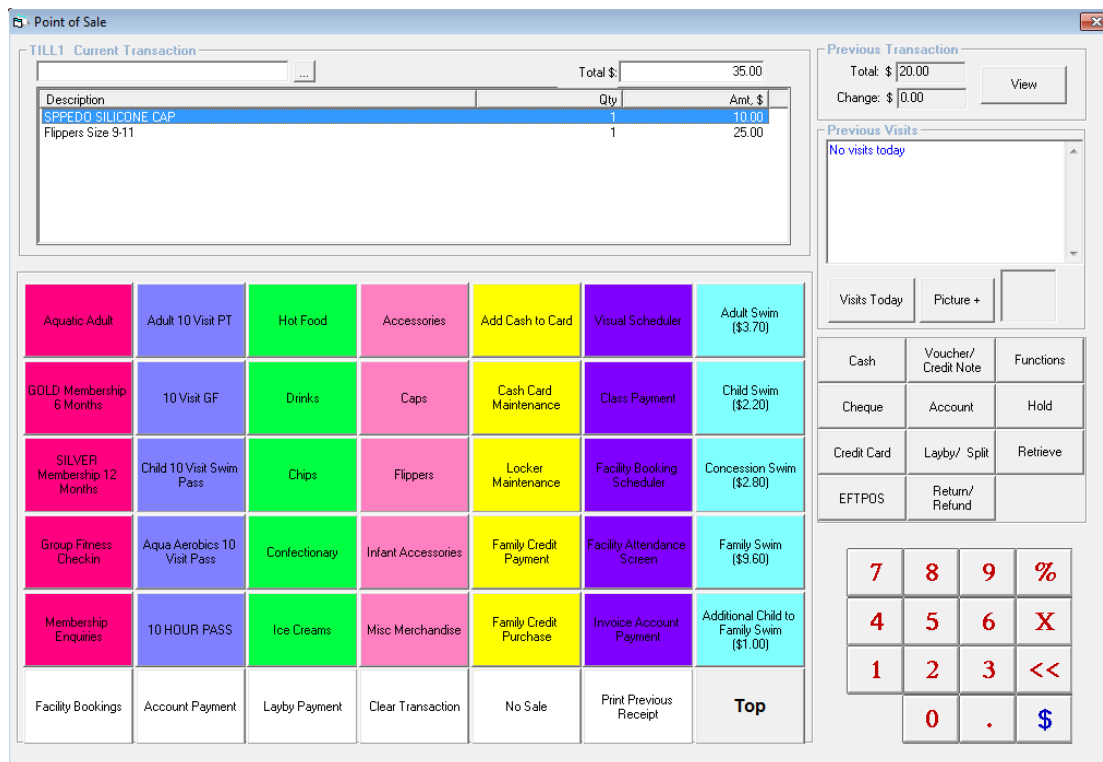 Point of Sale
TILL1 Current Transaction
...
Total $:
35.00
Description Qty Amt, $
SPPEDO SILICONE CAP 1 10.00
Flippers Size 9-11 1 25.00
Previous Transaction
Total: $ 20.00
Change: $ 0.00
View
Previous Visits
No visits today
Visits Today
Picture +
Aquatic Adult
Adult 10 Visit PT
Hot Food
Accessories
Add Cash to Card
Visual Scheduler
Adult Swim
($3.70)
GOLD Membership
6 Months
10 Visit GF
Drinks
Caps
Cash Card
Maintenance
Class Payment
Child Swim
($2.20)
SILVER
Membership 12
Months
Child 10 Visit Swim
Pass
Chips
Flippers
Locker
Maintenance
Facility Booking
Scheduler
Concession Swim
($2.80)
Group Fitness
Checkin
Aqua Aerobics 10
Visit Pass
Confectionary
Infant Accessories
Family Credit
Payment
Facility Attendance
Screen
Family Swim
($9.60)
Membership
Enquiries
10 HOUR PASS
Ice Creams
Misc Merchandise
Family Credit
Purchase
Invoice Account
Payment
Additional Child to
Family Swim
($1.00)
Facility Bookings
Account Payment
Layby Payment
Clear Transaction
No Sale
Print Previous
Receipt
Top
Cash
Voucher/
Credit Note
Functions
Cheque
Account
Hold
Credit Card
Layby/ Split
Retrieve
EFTPOS
Return/
Refund
7 8 9 %
4 5 6 X
1 2 3 <<
0 . $